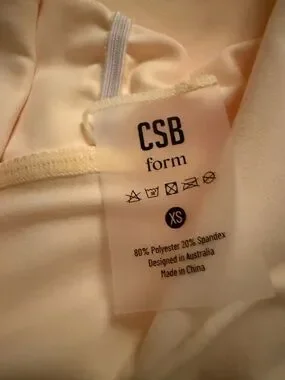 CSB
form
XS
80% Polyester 20% Spandex
Designed in Australia
Made in China